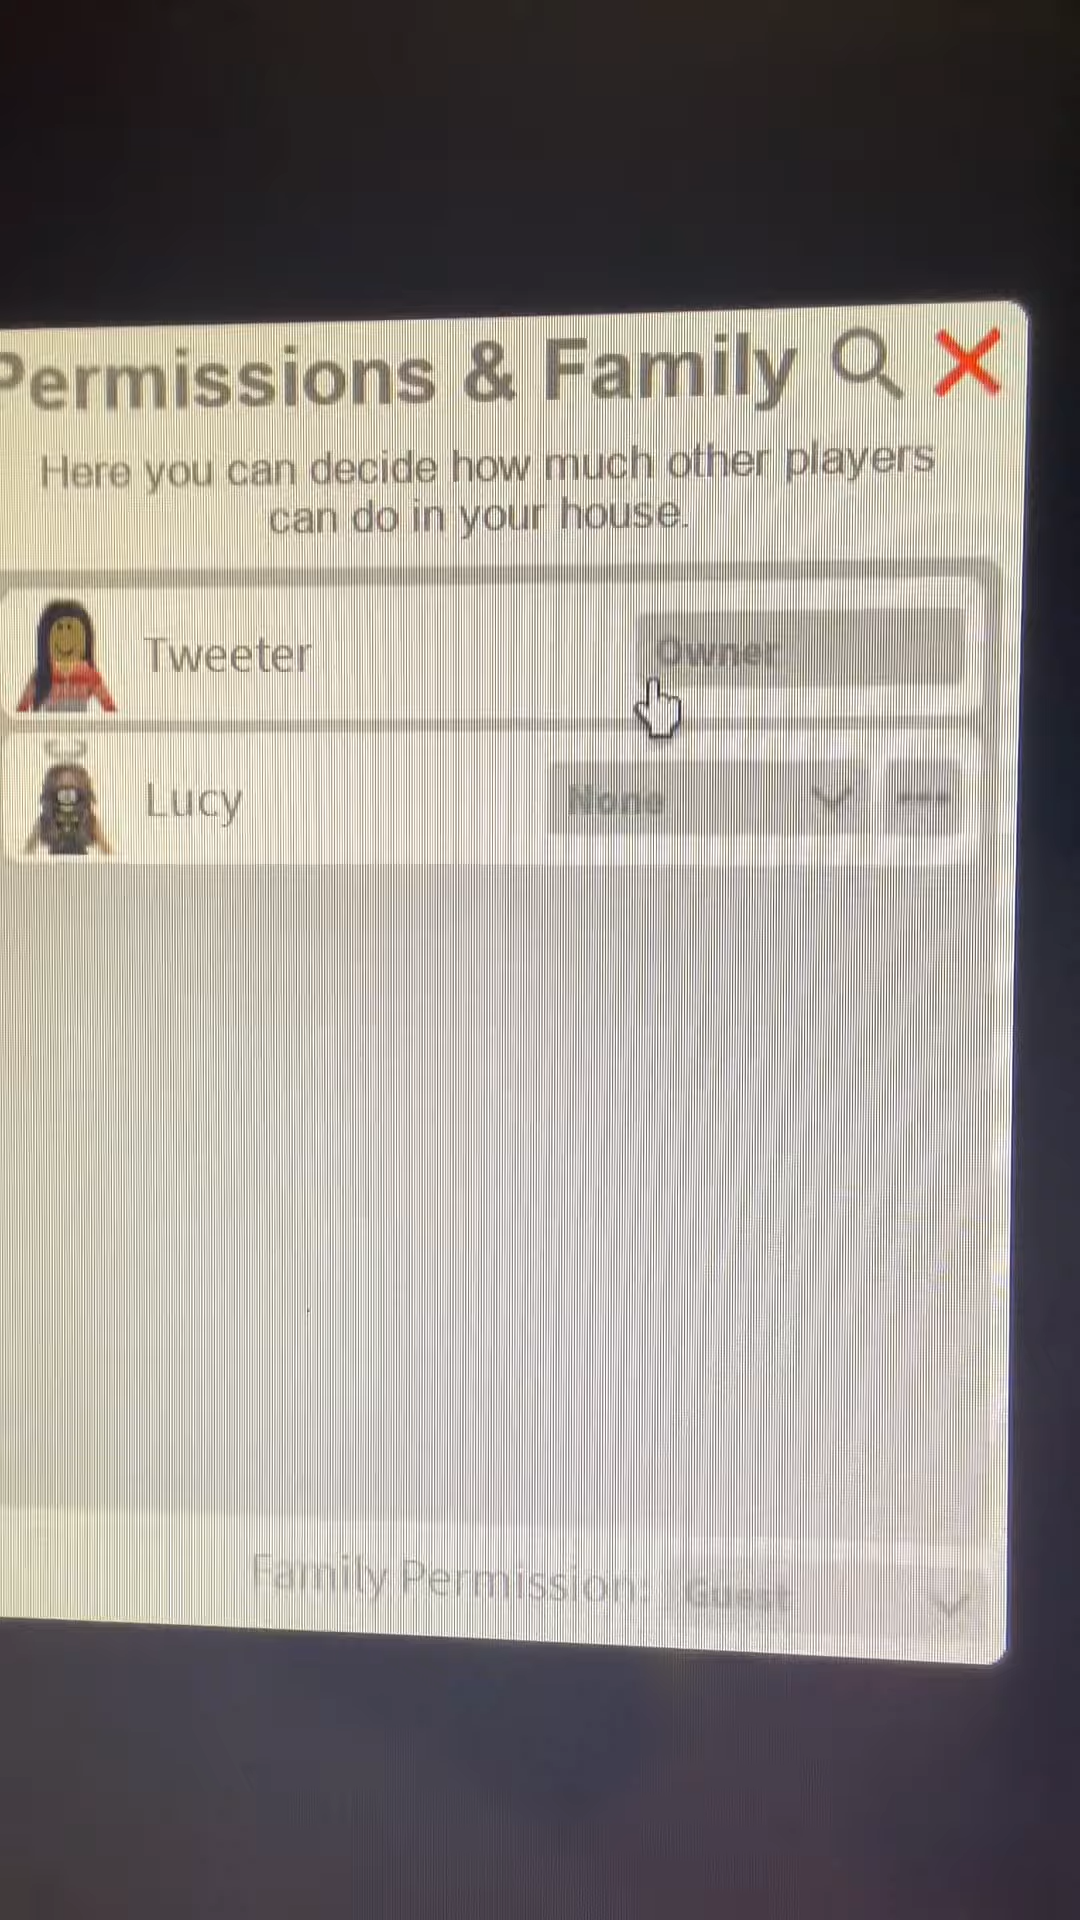 Permissions & Family
Here you can decide how much other players
can do in your house.
Tweeter
Owner
Lucy
None
Family Permission: Guest